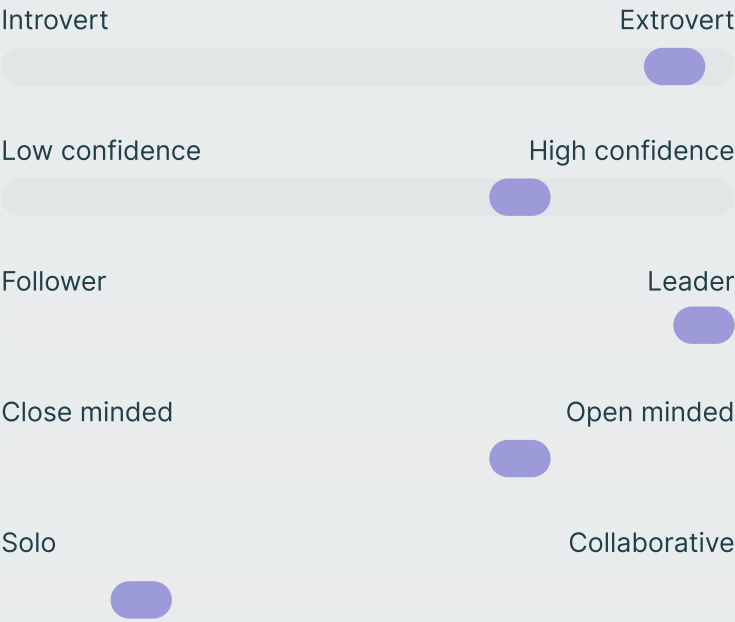 Introvert Extrovert
Low confidence High confidence
Follower Leader
Close minded Open minded
Solo Collaborative